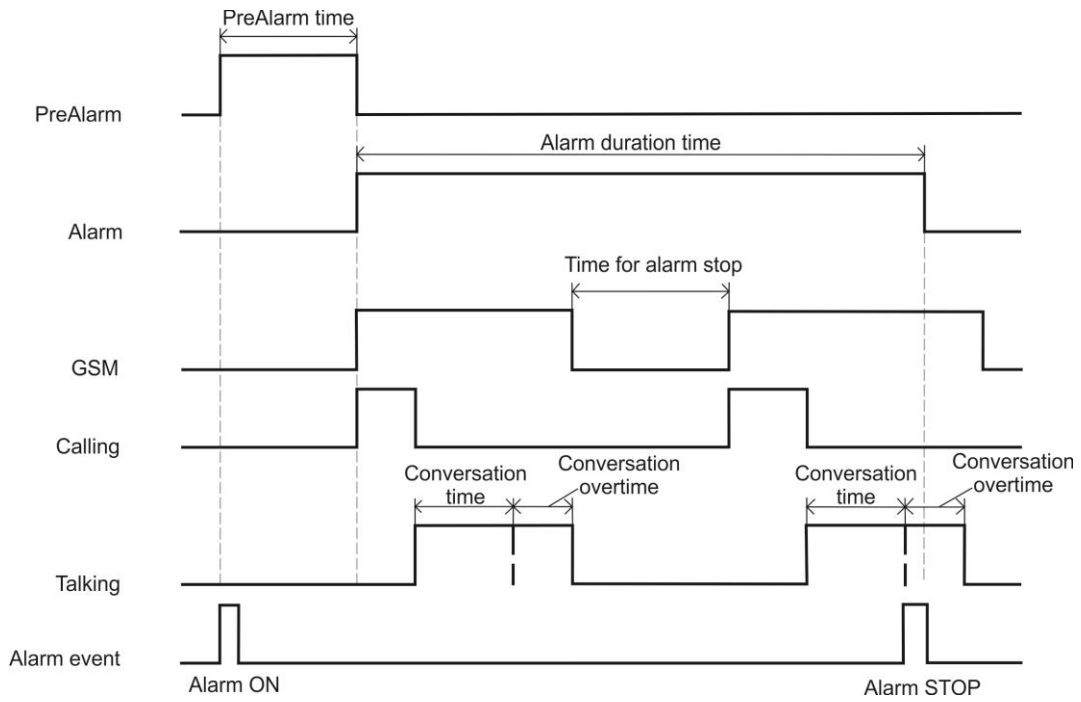 PreAlarm time
PreAlarm
Alarm duration time
Alarm
Time for alarm stop
GSM
Calling
Conversation
time
Conversation
overtime
Conversation
time
Conversation
overtime
Talking
Alarm event
Alarm ON
Alarm STOP